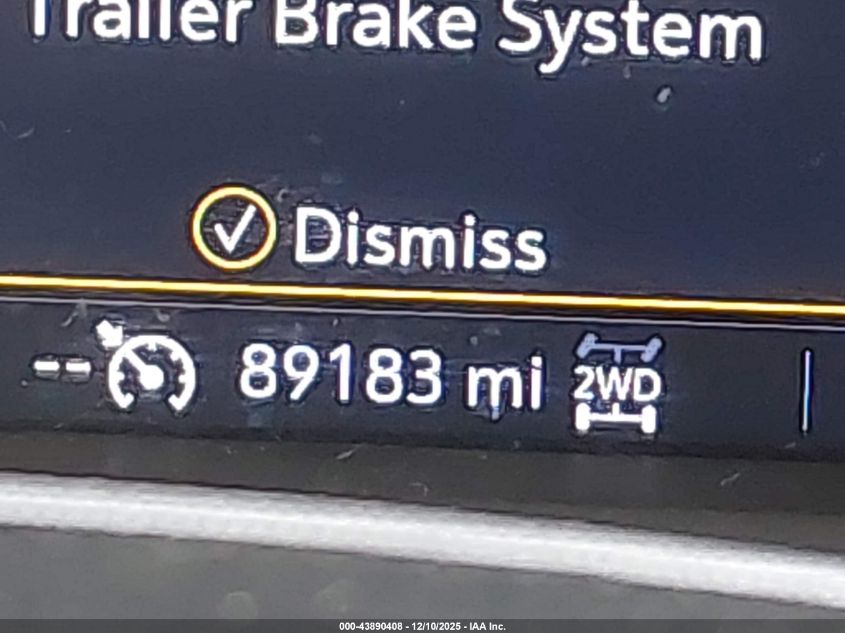 Trailer Brake System
Dismiss
-- 89183 mi 2WD
000-43890408 - 12/10/2025 - IAA Inc.